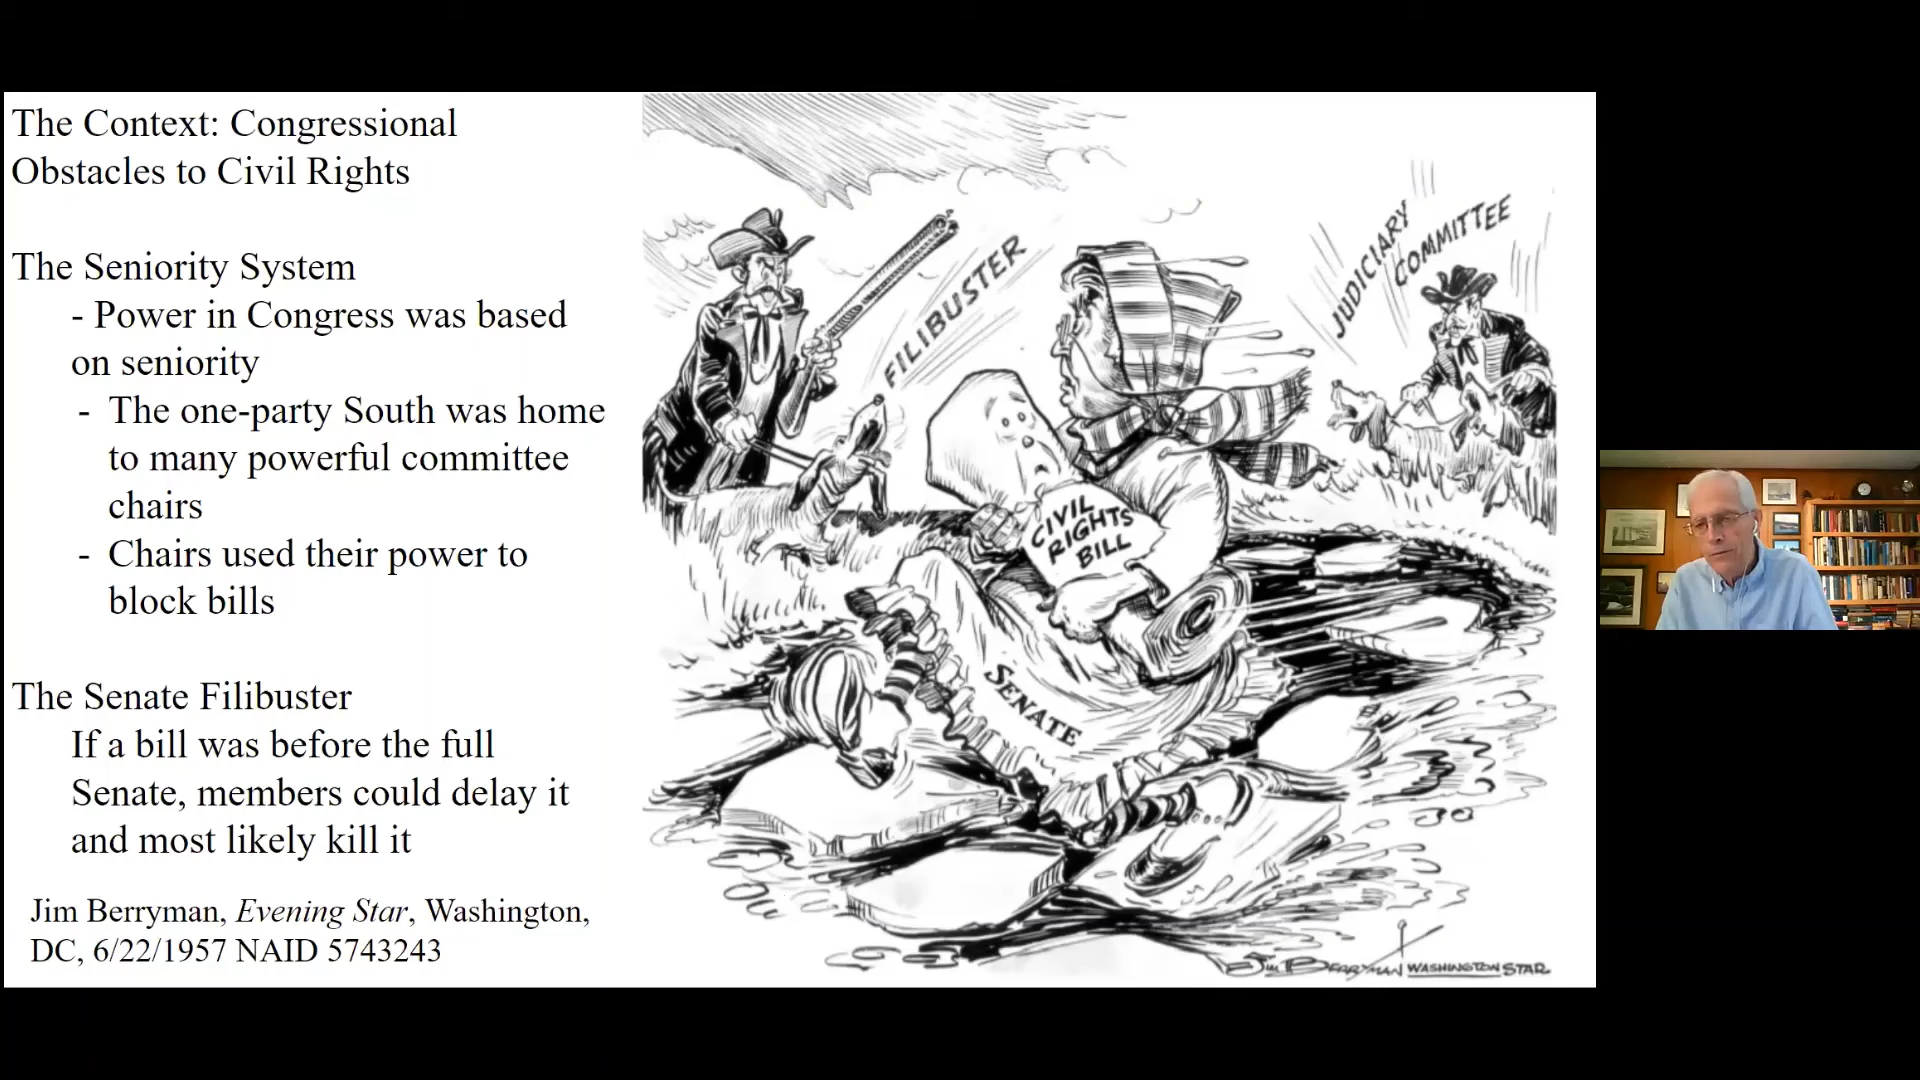 The Context: Congressional
Obstacles to Civil Rights
The Seniority System
- Power in Congress was based
on seniority
- The one-party South was home
to many powerful committee
chairs
- Chairs used their power to
block bills
The Senate Filibuster
If a bill was before the full
Senate, members could delay it
and most likely kill it
Jim Berryman, Evening Star, Washington,
DC, 6/22/1957 NAID 5743243
FILIBUSTER
JUDICIARY
COMMITTEE
CIVIL
RIGHTS
BILL
SENATE
JIM BERRYMAN WASHINGTON STAR